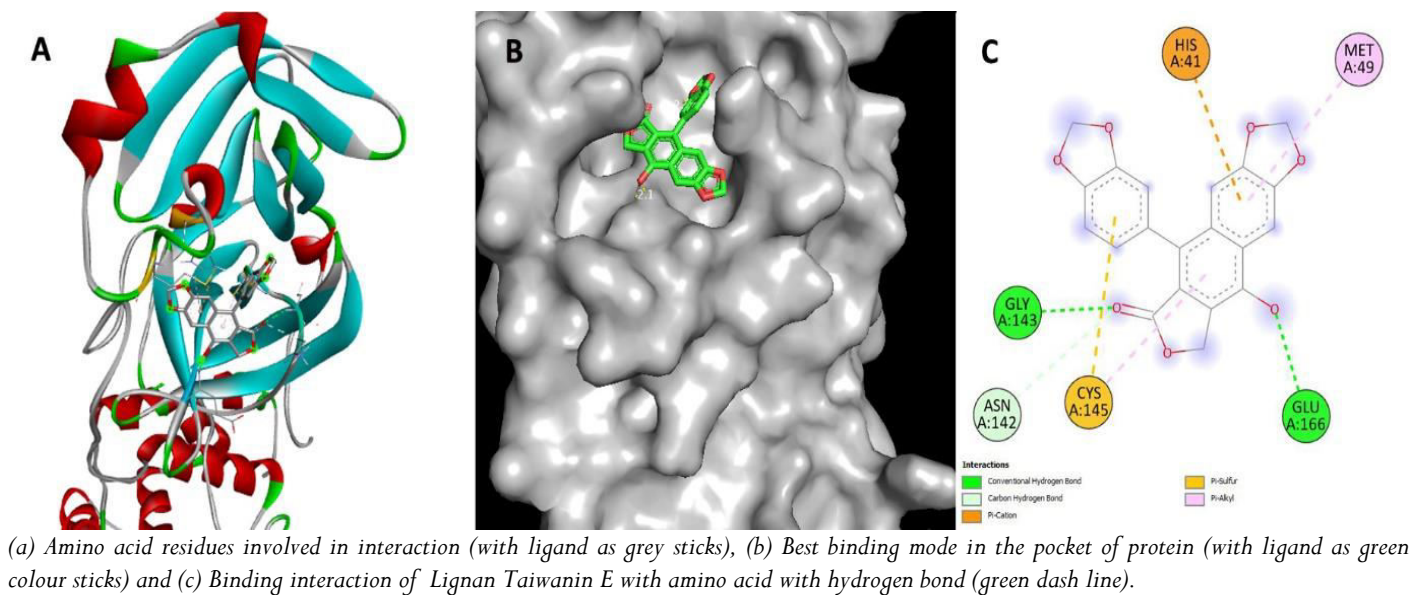 A
B
C
2.1
HIS
A:41
MET
A:49
O
O
O
O
GLY
A:143
O
O
O
ASN
A:142
CYS
A:145
GLU
A:166
Interactions
Conventional Hydrogen Bond
Carbon Hydrogen Bond
Pi-Cation
Pi-Sulfur
Pi-Alkyl
(a) Amino acid residues involved in interaction (with ligand as grey sticks), (b) Best binding mode in the pocket of protein (with ligand as green
colour sticks) and (c) Binding interaction of Lignan Taiwanin E with amino acid with hydrogen bond (green dash line).